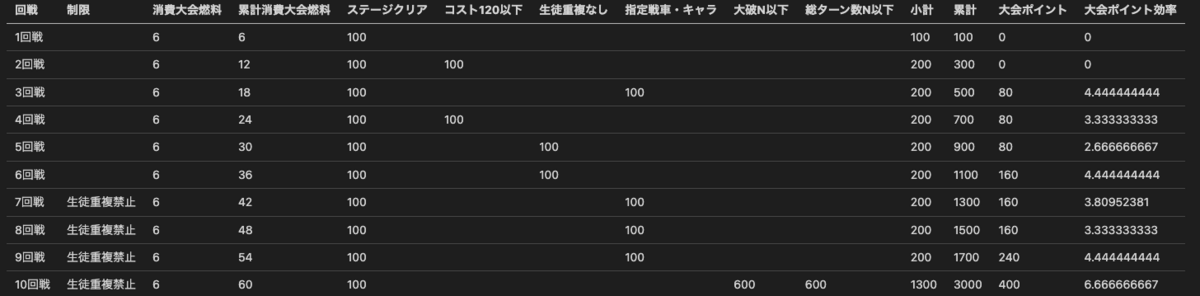 回戦 制限 消費大会燃料 累計消費大会燃料 ステージクリア コスト120以下 生徒重複なし 指定戦車・キャラ 大破N以下 総ターン数N以下 小計 累計 大会ポイント 大会ポイント効率
1回戦 6 6 100 100 100 0 0
2回戦 6 12 100 100 200 300 0 0
3回戦 6 18 100 100 200 500 80 4.444444444
4回戦 6 24 100 100 200 700 80 3.333333333
5回戦 6 30 100 100 200 900 80 2.666666667
6回戦 6 36 100 100 200 1100 160 4.444444444
7回戦 生徒重複禁止 6 42 100 100 200 1300 160 3.80952381
8回戦 生徒重複禁止 6 48 100 100 200 1500 160 3.333333333
9回戦 生徒重複禁止 6 54 100 100 200 1700 240 4.444444444
10回戦 生徒重複禁止 6 60 100 600 600 1300 3000 400 6.666666667